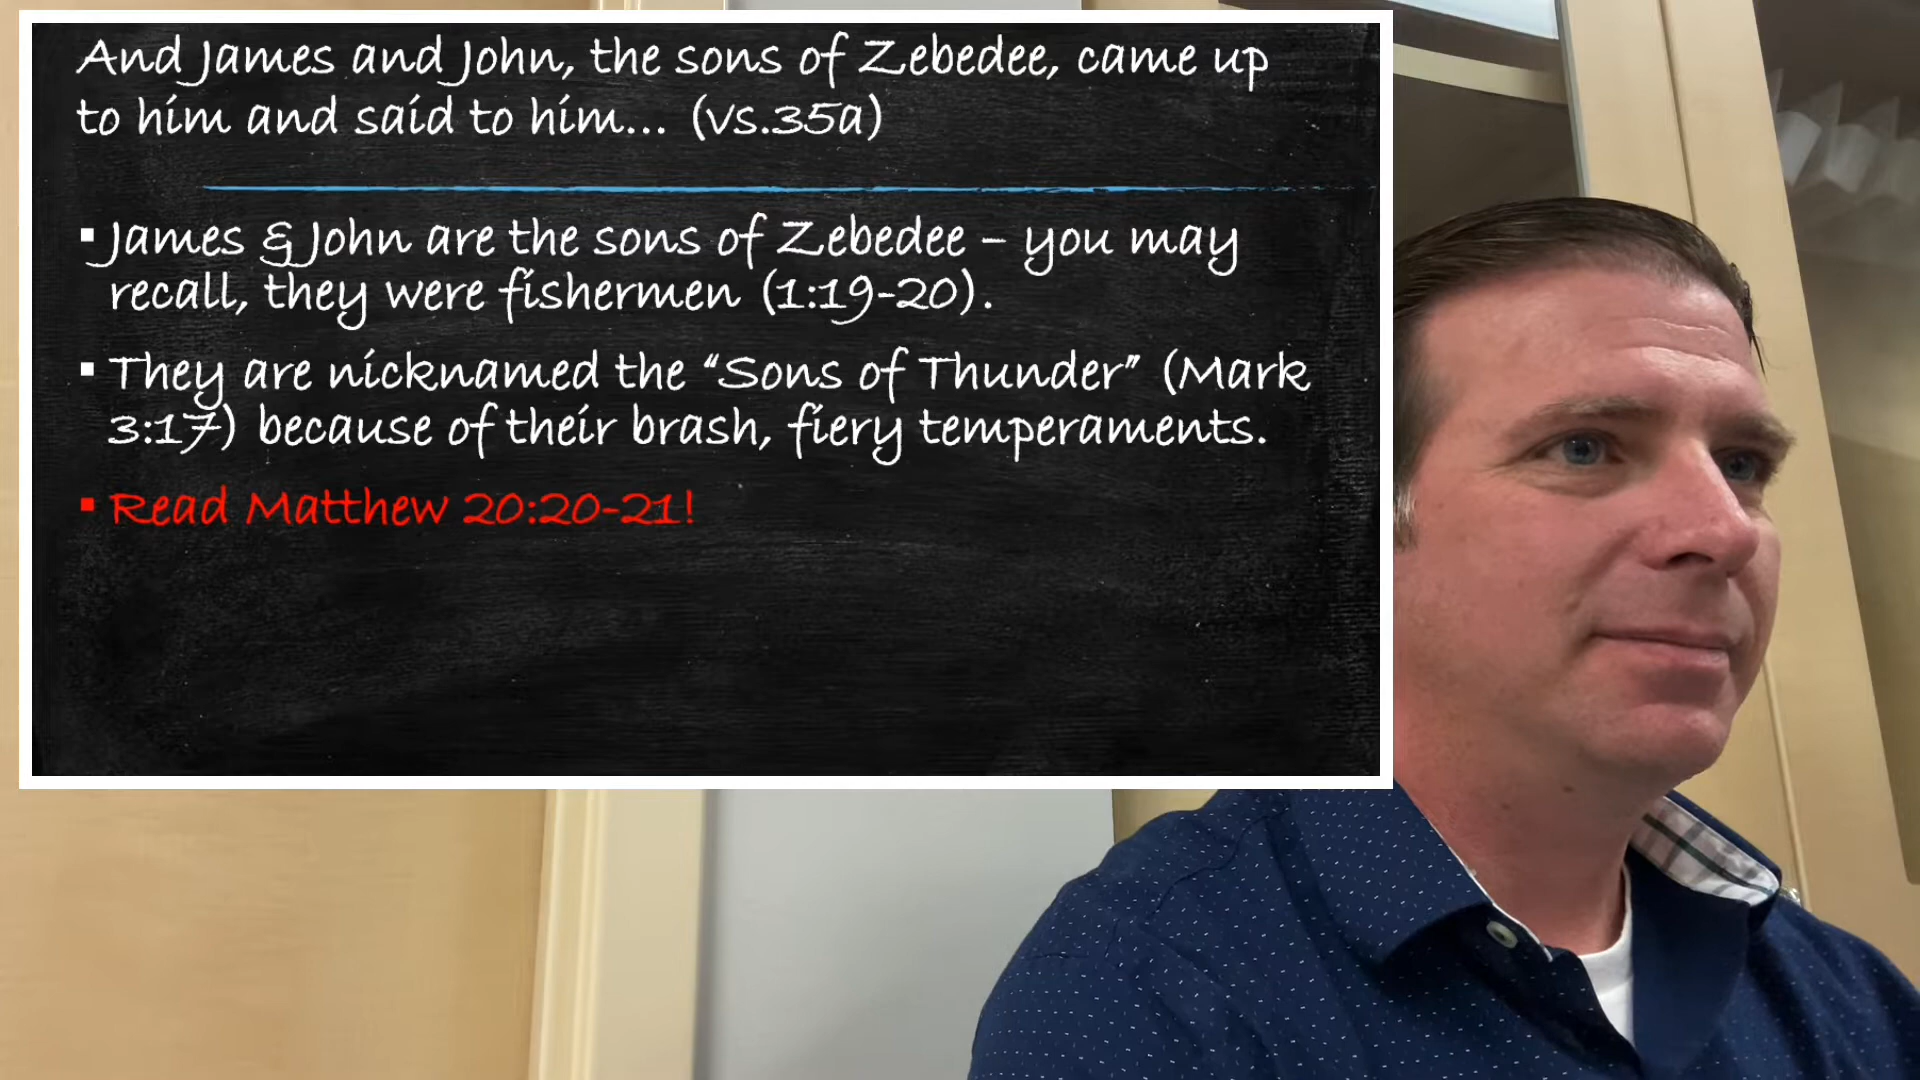 And James and John, the sons of Zebedee, came up
to him and said to him... (vs.35a)
▪ James & John are the sons of Zebedee – you may
recall, they were fishermen (1:19-20).
▪ They are nicknamed the “Sons of Thunder” (Mark
3:17) because of their brash, fiery temperaments.
▪ Read Matthew 20:20-21!